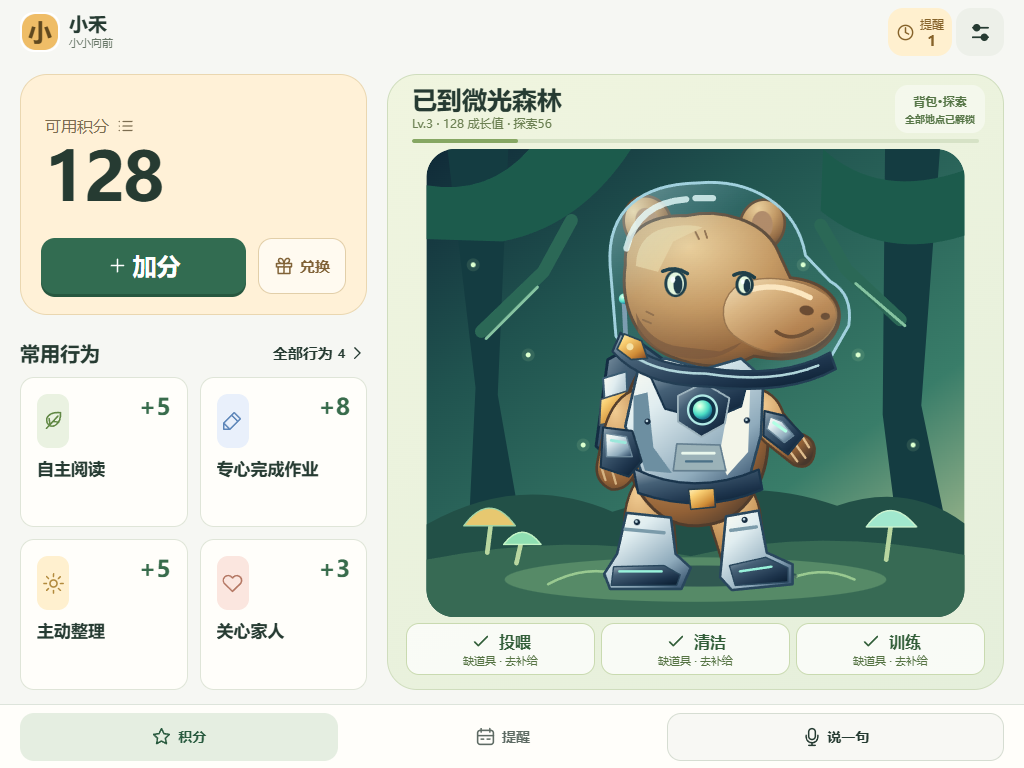 小
小禾
小小向前
提醒
1
可用积分
128
+ 加分
兑换
已到微光森林
Lv.3 · 128 成长值 · 探索56
背包•探索
全部地点已解锁
常用行为
全部行为 4
+5
自主阅读
+8
专心完成作业
+5
主动整理
+3
关心家人
投喂
缺道具 · 去补给
清洁
缺道具 · 去补给
训练
缺道具 · 去补给
积分
提醒
说一句